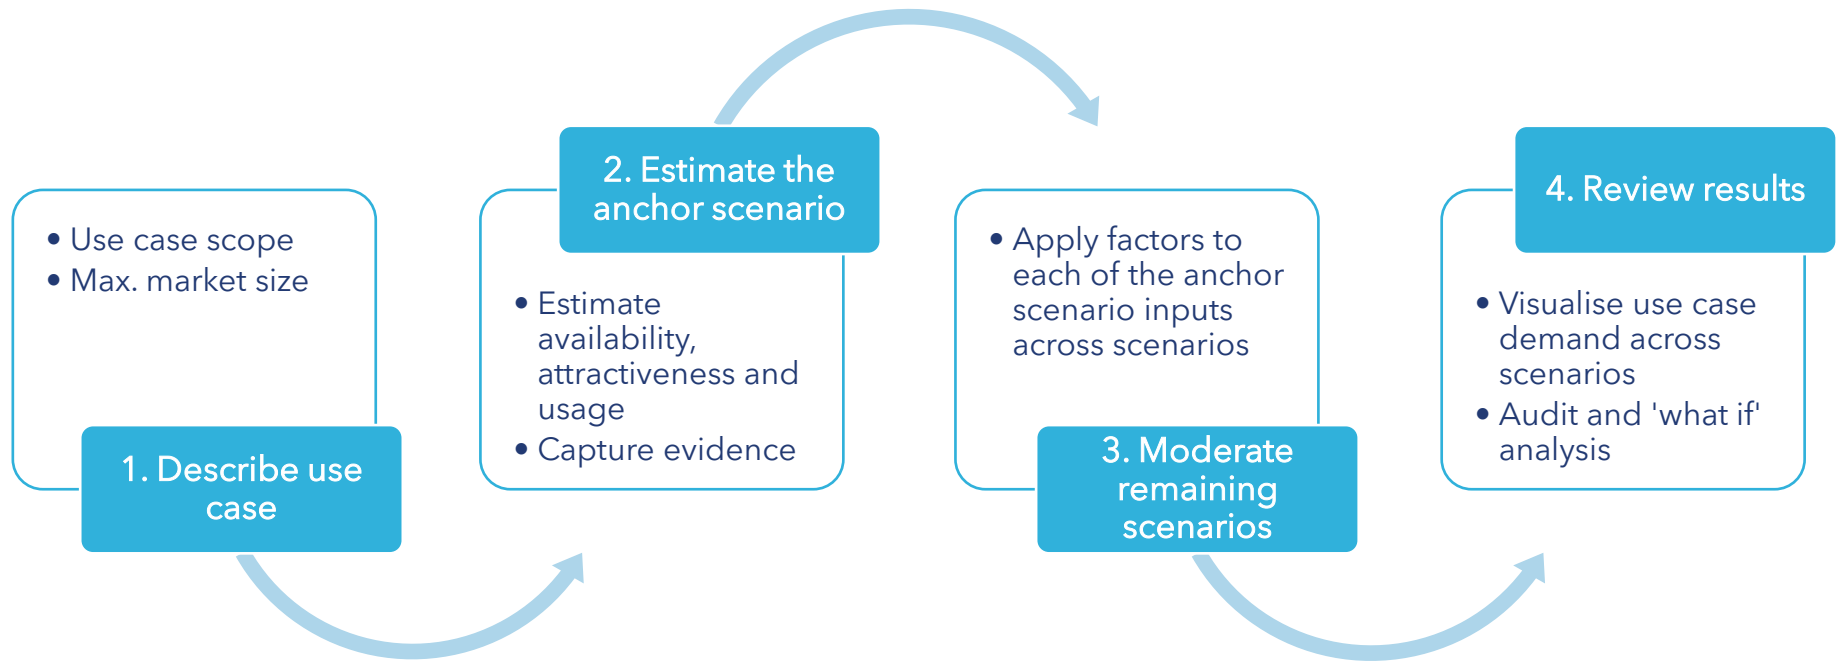 • Use case scope
• Max. market size
1. Describe use
case
2. Estimate the
anchor scenario
• Estimate
availability,
attractiveness and
usage
• Capture evidence
• Apply factors to
each of the anchor
scenario inputs
across scenarios
3. Moderate
remaining
scenarios
4. Review results
• Visualise use case
demand across
scenarios
• Audit and 'what if'
analysis